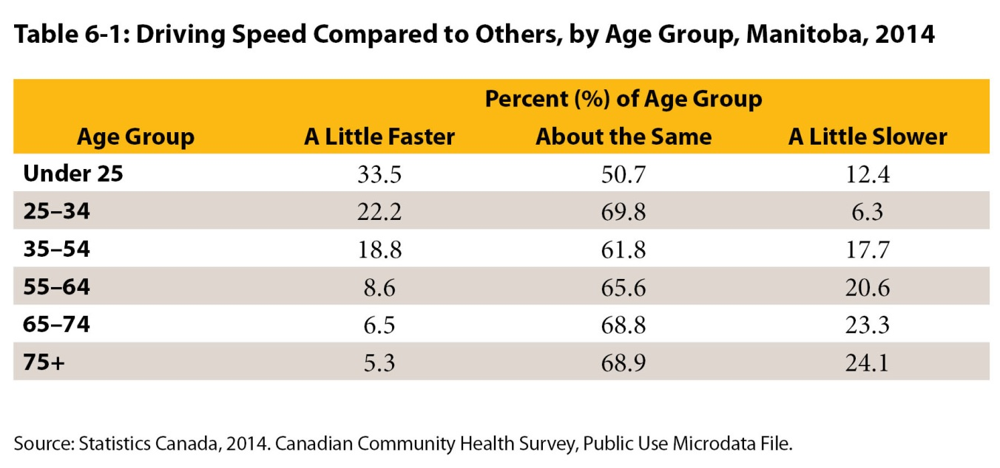 Table 6-1: Driving Speed Compared to Others, by Age Group, Manitoba, 2014
Percent (%) of Age Group
Age Group A Little Faster About the Same A Little Slower
Under 25 33.5 50.7 12.4
25–34 22.2 69.8 6.3
35–54 18.8 61.8 17.7
55–64 8.6 65.6 20.6
65–74 6.5 68.8 23.3
75+ 5.3 68.9 24.1
Source: Statistics Canada, 2014. Canadian Community Health Survey, Public Use Microdata File.